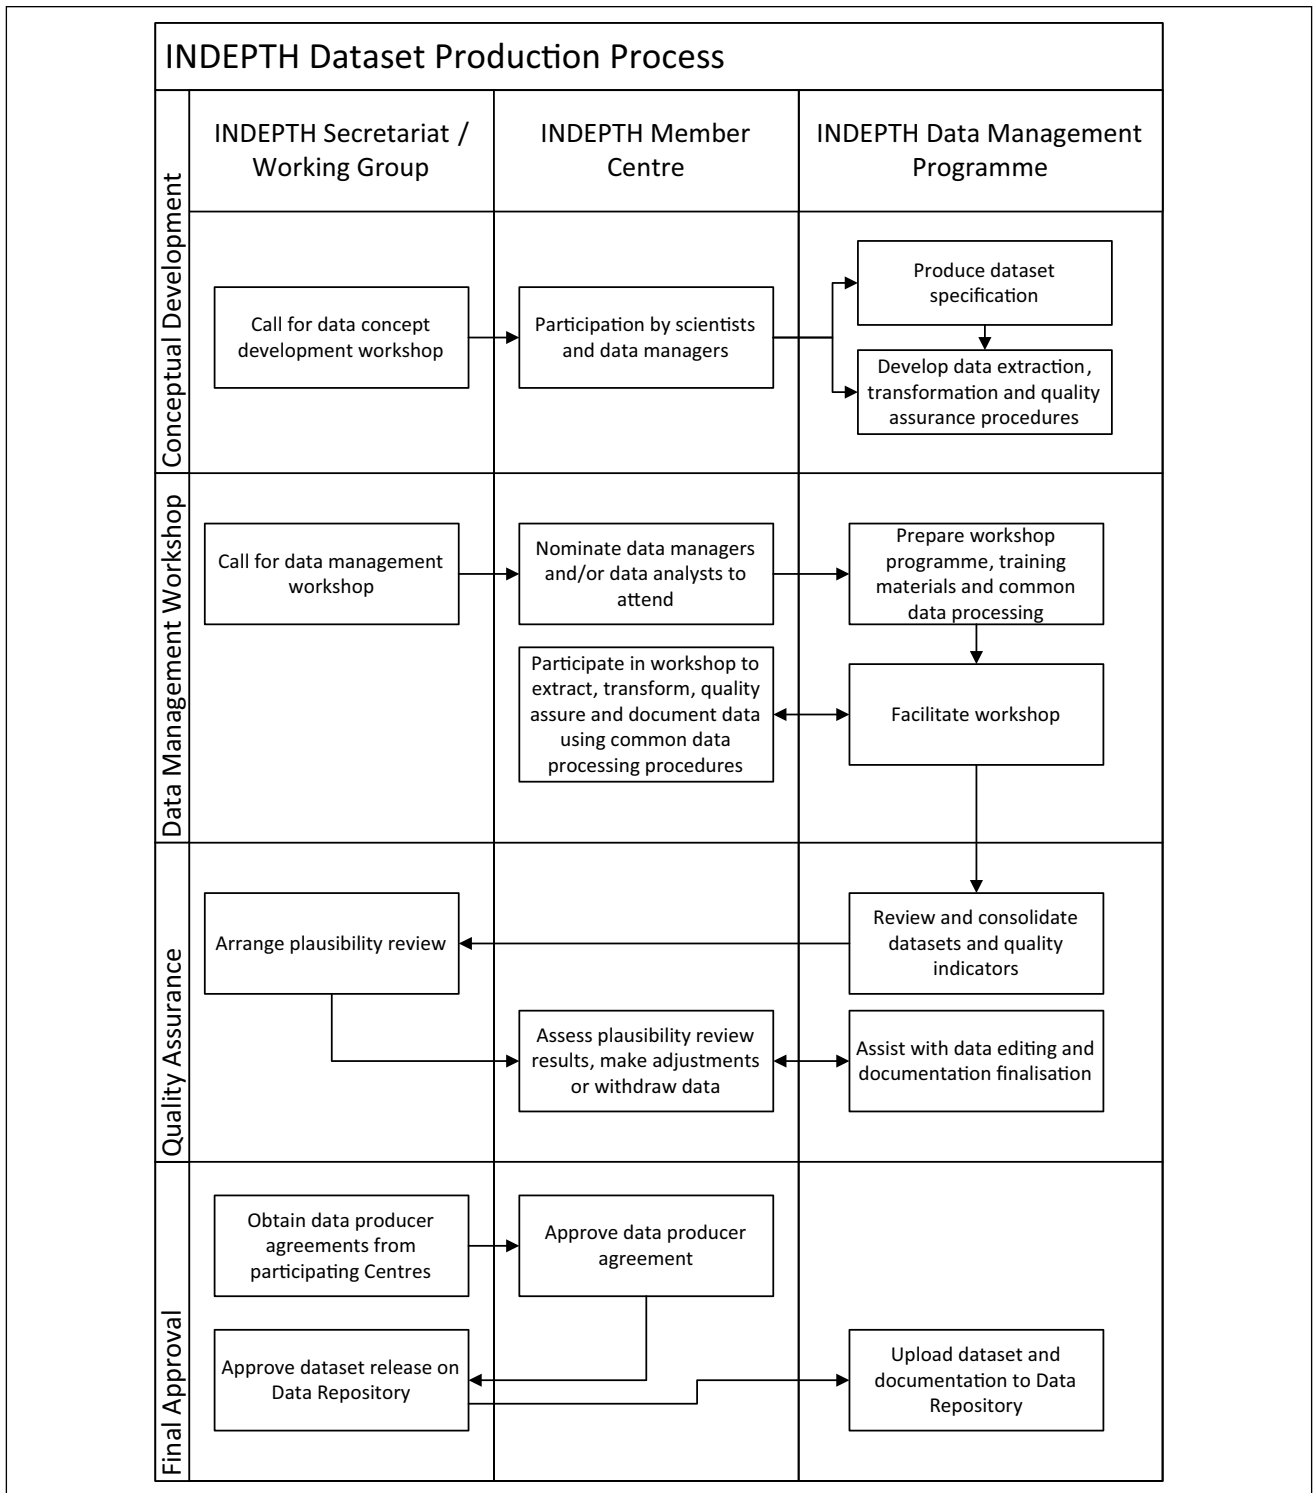 INDEPTH Dataset Production Process
INDEPTH Secretariat /
Working Group
INDEPTH Member
Centre
INDEPTH Data Management
Programme
Conceptual Development
Call for data concept
development workshop
Participation by scientists
and data managers
Produce dataset
specification
Develop data extraction,
transformation and quality
assurance procedures
Data Management Workshop
Call for data management
workshop
Nominate data managers
and/or data analysts to
attend
Prepare workshop
programme, training
materials and common
data processing
Participate in workshop to
extract, transform, quality
assure and document data
using common data
processing procedures
Facilitate workshop
Quality Assurance
Arrange plausibility review
Review and consolidate
datasets and quality
indicators
Assess plausibility review
results, make adjustments
or withdraw data
Assist with data editing and
documentation finalisation
Final Approval
Obtain data producer
agreements from
participating Centres
Approve data producer
agreement
Approve dataset release on
Data Repository
Upload dataset and
documentation to Data
Repository